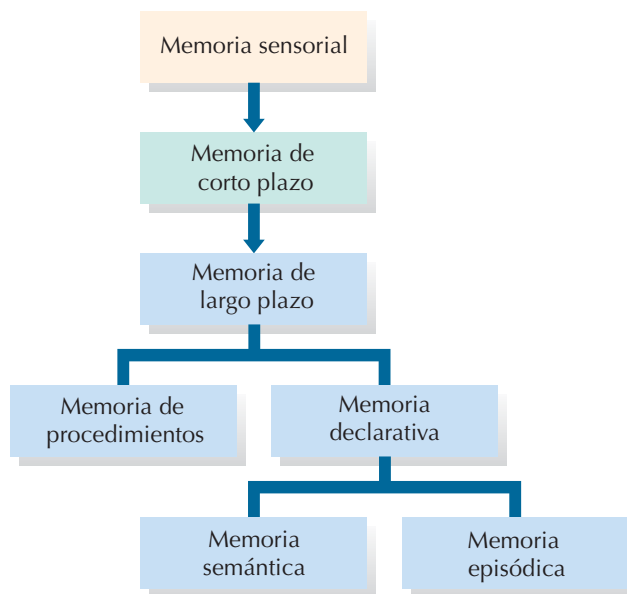 Memoria sensorial
Memoria de
corto plazo
Memoria de
largo plazo
Memoria de
procedimientos
Memoria
declarativa
Memoria
semántica
Memoria
episódica